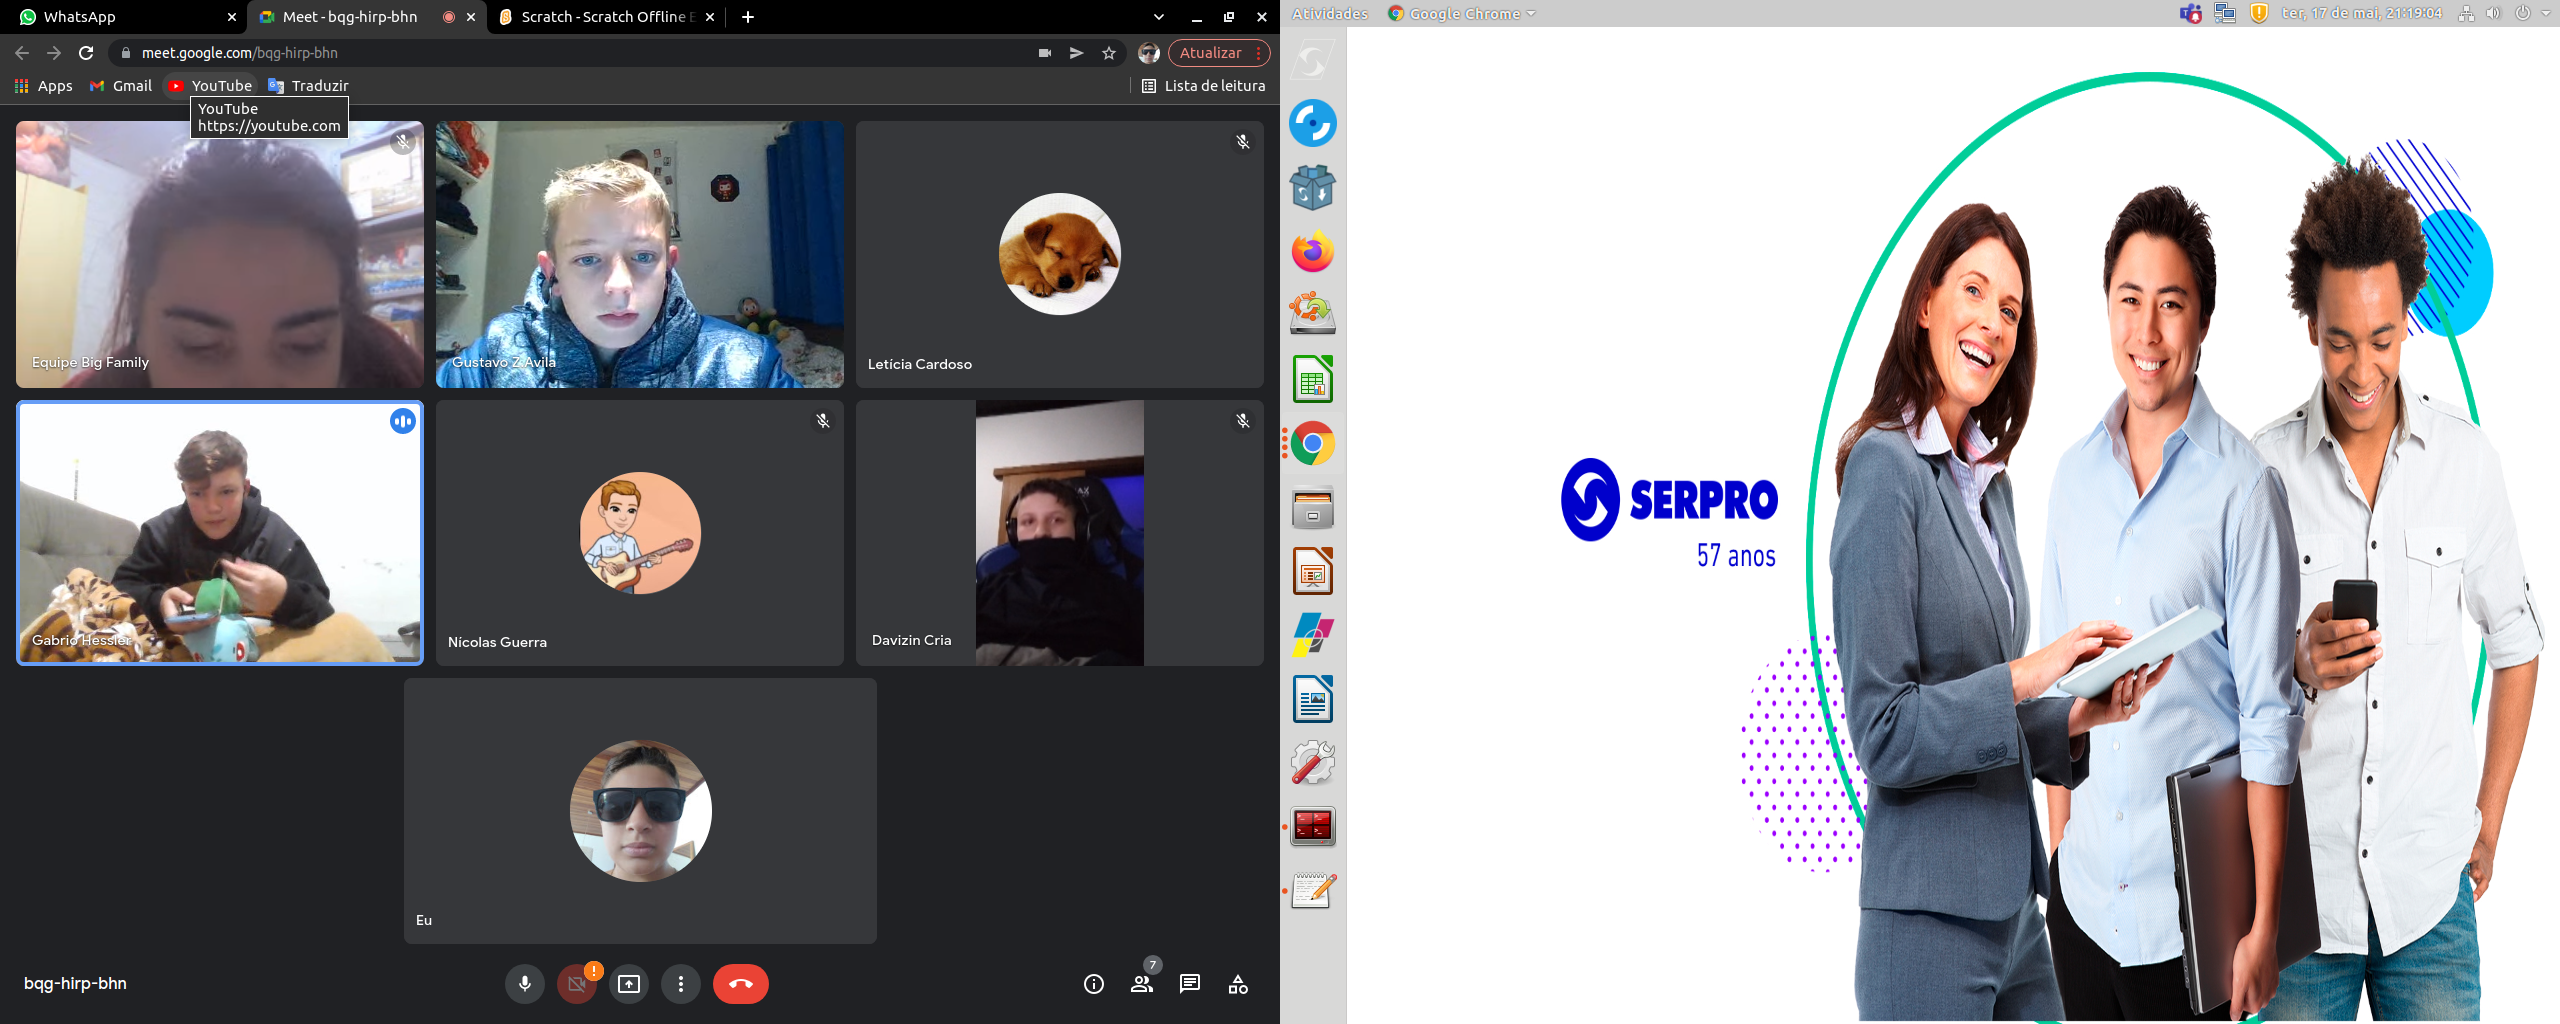 WhatsApp
Meet - bqg-hirp-bhn
Scratch - Scratch Offline E
meet.google.com/bqg-hirp-bhn
Atualizar
Apps
Gmail
YouTube
Traduzir
Lista de leitura
YouTube
https://youtube.com
Equipe Big Family
Gustavo Z.Avila
Letícia Cardoso
Gabrio Hessler
Nícolas Guerra
Davizin Cria
Eu
bqg-hirp-bhn
7
Atividades
Google Chrome
ter, 17 de mai, 21:19:04
SERPRO
57 anos